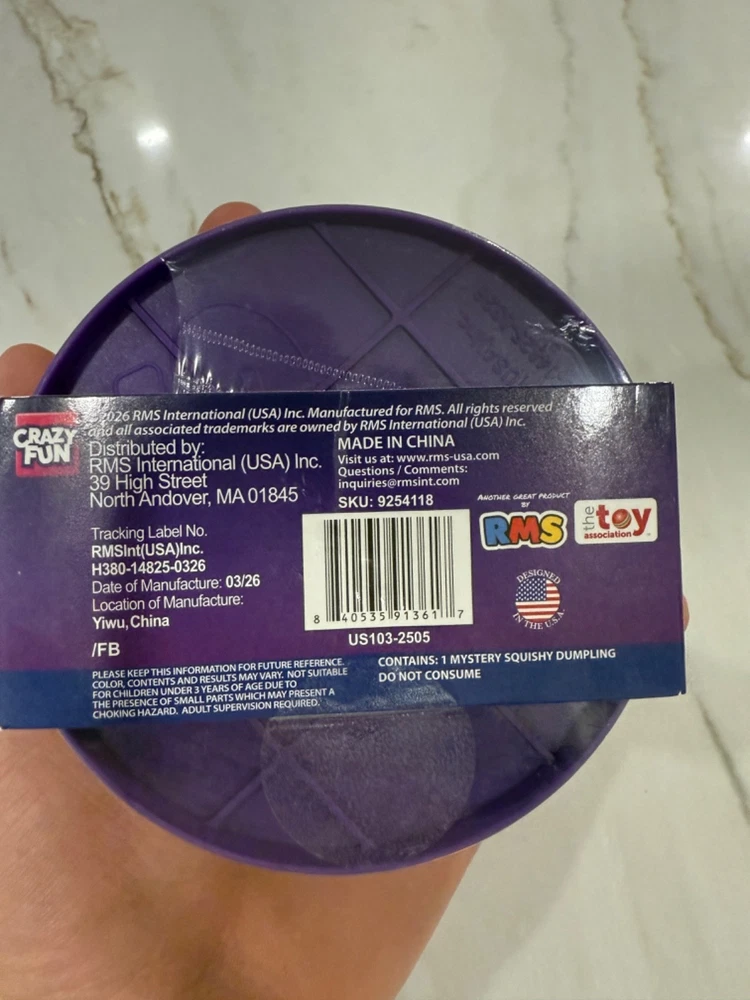 CRAZY
FUN
©2026 RMS International (USA) Inc. Manufactured for RMS. All rights reserved
and all associated trademarks are owned by RMS International (USA) Inc.
Distributed by:
RMS International (USA) Inc.
39 High Street
North Andover, MA 01845
MADE IN CHINA
Visit us at: www.rms-usa.com
Questions / Comments:
inquiries@rmsint.com
SKU: 9254118
Tracking Label No.
RMSInt(USA)Inc.
H380-14825-0326
Date of Manufacture: 03/26
Location of Manufacture:
Yiwu,China
/FB
8 40535 91361 7
US103-2505
ANOTHER GREAT PRODUCT
BY
RMS
the toy
association
DESIGNED
IN THE U.S.A.
PLEASE KEEP THIS INFORMATION FOR FUTURE REFERENCE.
COLOR, CONTENTS AND RESULTS MAY VARY. NOT SUITABLE
FOR CHILDREN UNDER 3 YEARS OF AGE DUE TO
THE PRESENCE OF SMALL PARTS WHICH MAY PRESENT A
CHOKING HAZARD. ADULT SUPERVISION REQUIRED.
CONTAINS: 1 MYSTERY SQUISHY DUMPLING
DO NOT CONSUME